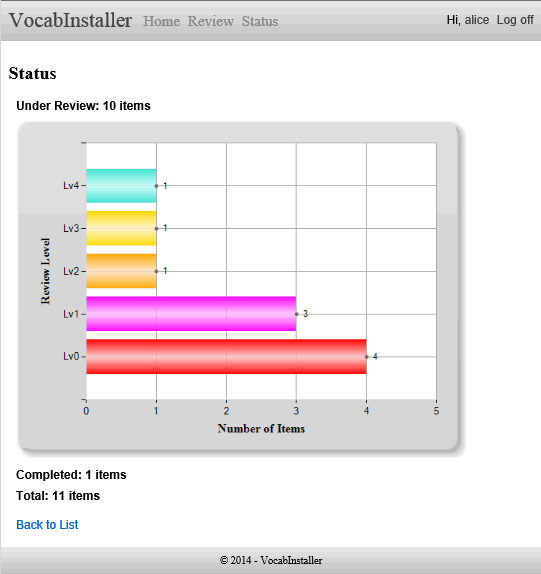 VocabInstaller Home Review Status Hi, alice Log off
Status
Under Review: 10 items
Review Level
Lv4 1
Lv3 1
Lv2 1
Lv1 3
Lv0 4
0 1 2 3 4 5
Number of Items
Completed: 1 items
Total: 11 items
Back to List
© 2014 - VocabInstaller